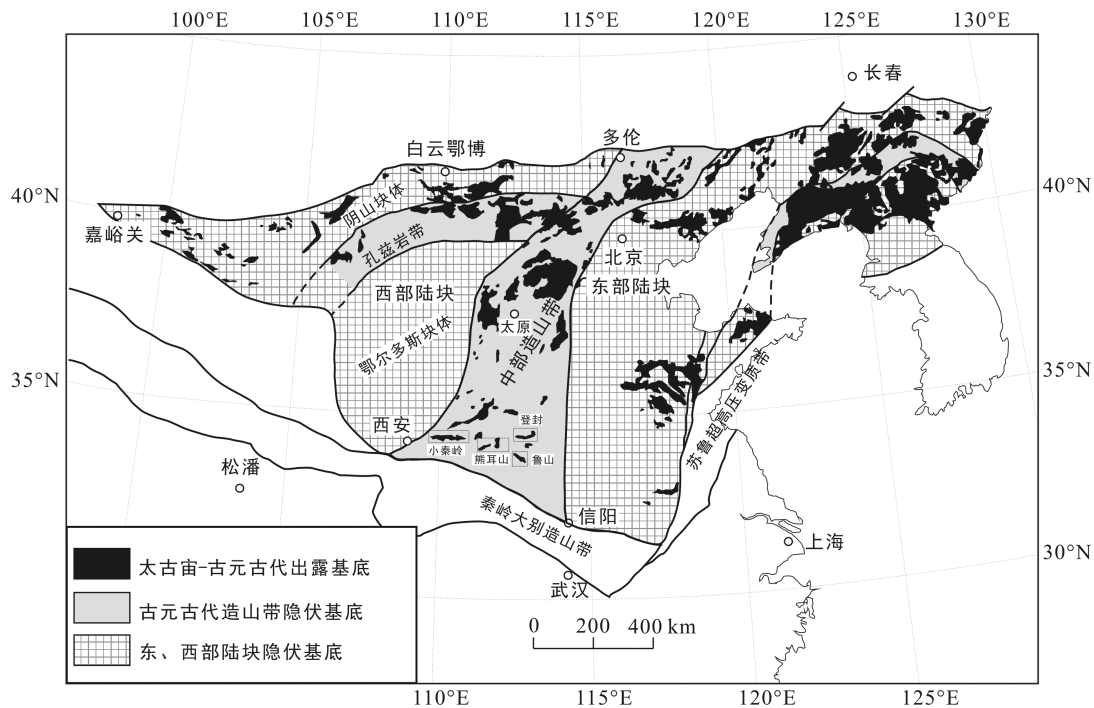 100°E 105°E 110°E 115°E 120°E 125°E 130°E
长春
多伦
白云鄂博
40°N
40°N
阴山块体
嘉峪关
孔兹岩带
北京
西部陆块
东部陆块
太原
中部造山带
鄂尔多斯块体
35°N
35°N
苏鲁超高压变质带
西安
登封
小秦岭
熊耳山
鲁山
松潘
秦岭大别造山带
信阳
上海
30°N
武汉
太古宙-古元古代出露基底
古元古代造山带隐伏基底
东、西部陆块隐伏基底
0 200 400 km
110°E 115°E 120°E 125°E